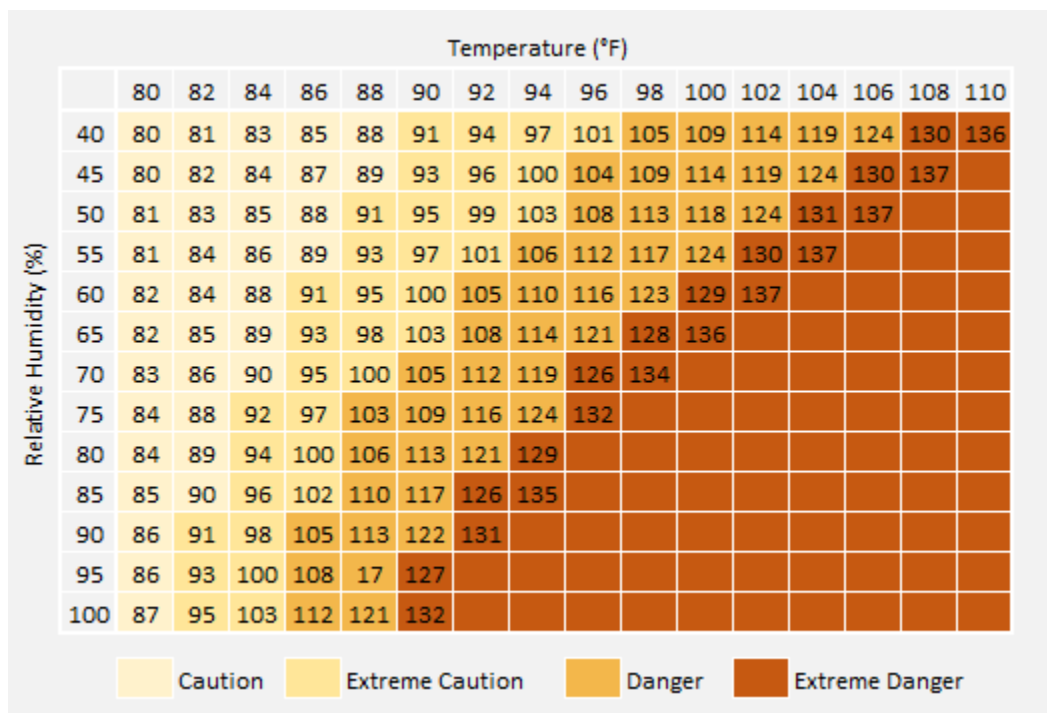 Temperature (°F)
80 82 84 86 88 90 92 94 96 98 100 102 104 106 108 110
40 80 81 83 85 88 91 94 97 101 105 109 114 119 124 130 136
45 80 82 84 87 89 93 96 100 104 109 114 119 124 130 137
50 81 83 85 88 91 95 99 103 108 113 118 124 131 137
55 81 84 86 89 93 97 101 106 112 117 124 130 137
60 82 84 88 91 95 100 105 110 116 123 129 137
65 82 85 89 93 98 103 108 114 121 128 136
70 83 86 90 95 100 105 112 119 126 134
75 84 88 92 97 103 109 116 124 132
80 84 89 94 100 106 113 121 129
85 85 90 96 102 110 117 126 135
90 86 91 98 105 113 122 131
95 86 93 100 108 17 127
100 87 95 103 112 121 132
Relative Humidity (%)
Caution Extreme Caution Danger Extreme Danger